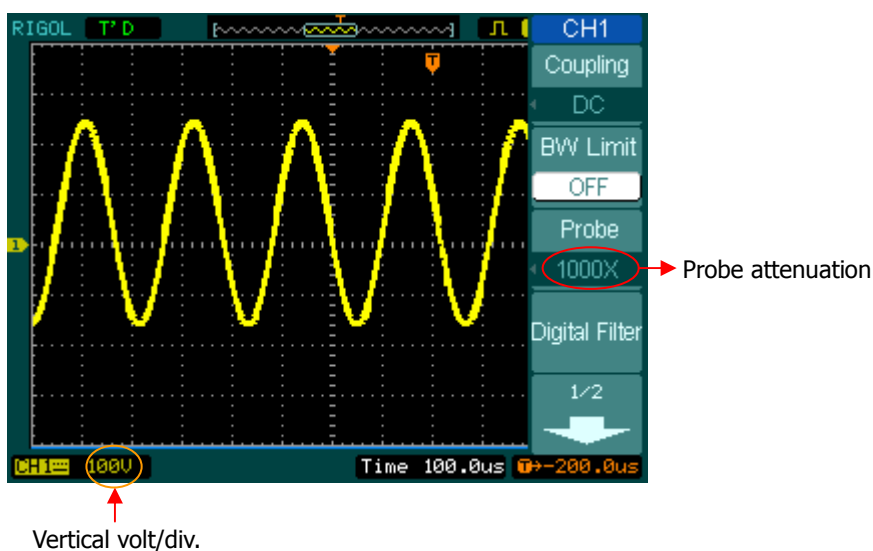 RIGOL T'D T CH1
T
Coupling
DC
BW Limit
OFF
Probe
1000X Probe attenuation
Digital Filter
1/2
1
CH1 100V Time 100.0us T→-200.0us
Vertical volt/div.